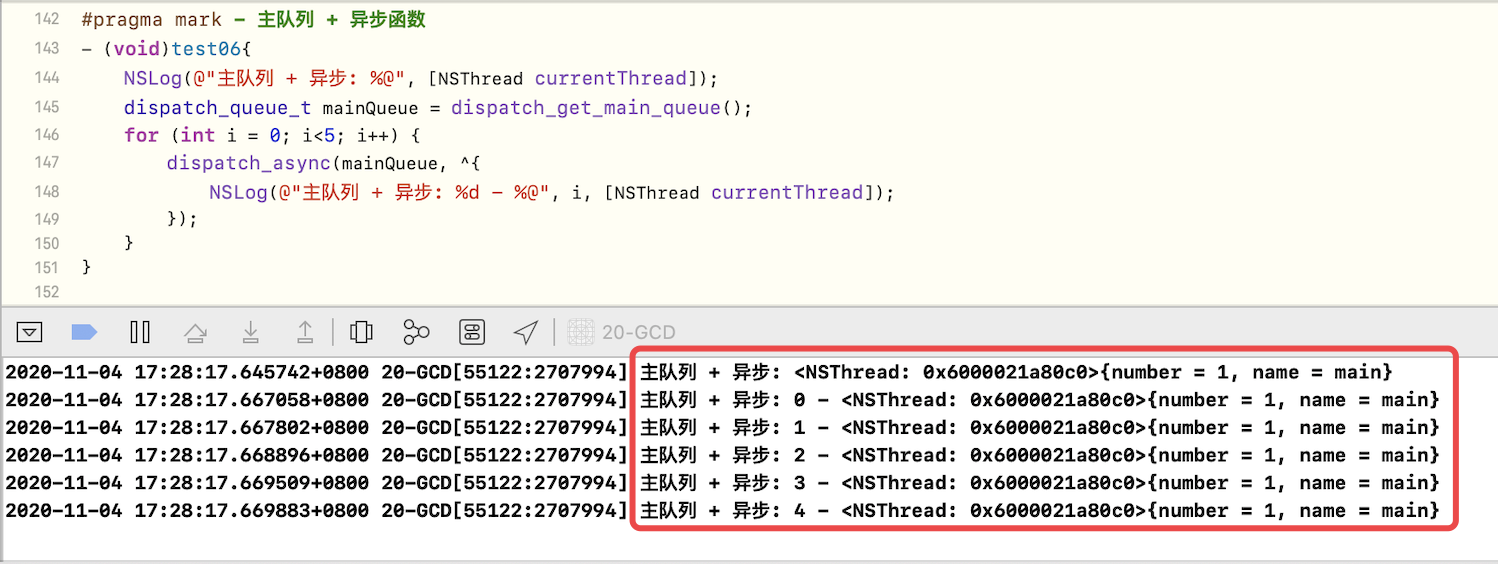 142 #pragma mark - 主队列 + 异步函数
143 - (void)test06{
144 NSLog(@"主队列 + 异步: %@", [NSThread currentThread]);
145 dispatch_queue_t mainQueue = dispatch_get_main_queue();
146 for (int i = 0; i<5; i++) {
147 dispatch_async(mainQueue, ^{
148 NSLog(@"主队列 + 异步: %d - %@", i, [NSThread currentThread]);
149 });
150 }
151 }
152
20-GCD
2020-11-04 17:28:17.645742+0800 20-GCD[55122:2707994] 主队列 + 异步: <NSThread: 0x6000021a80c0>{number = 1, name = main}
2020-11-04 17:28:17.667058+0800 20-GCD[55122:2707994] 主队列 + 异步: 0 - <NSThread: 0x6000021a80c0>{number = 1, name = main}
2020-11-04 17:28:17.667802+0800 20-GCD[55122:2707994] 主队列 + 异步: 1 - <NSThread: 0x6000021a80c0>{number = 1, name = main}
2020-11-04 17:28:17.668896+0800 20-GCD[55122:2707994] 主队列 + 异步: 2 - <NSThread: 0x6000021a80c0>{number = 1, name = main}
2020-11-04 17:28:17.669509+0800 20-GCD[55122:2707994] 主队列 + 异步: 3 - <NSThread: 0x6000021a80c0>{number = 1, name = main}
2020-11-04 17:28:17.669883+0800 20-GCD[55122:2707994] 主队列 + 异步: 4 - <NSThread: 0x6000021a80c0>{number = 1, name = main}